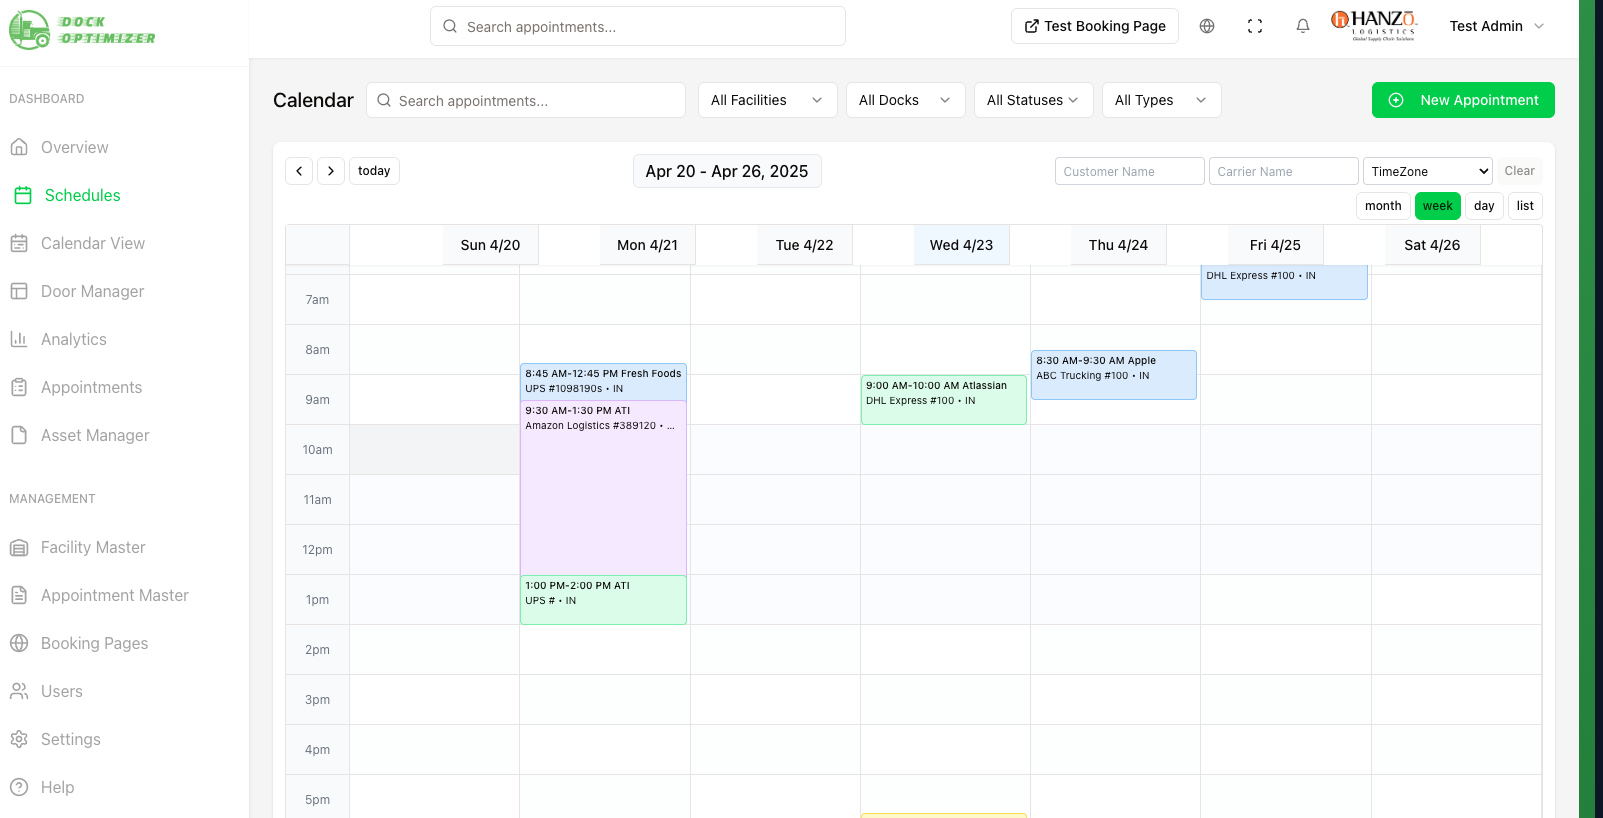 DOCK
OPTIMIZER
Search appointments...
Test Booking Page
HANZŌ
LOGISTICS
Global Supply Chain Solutions
Test Admin
DASHBOARD
Overview
Schedules
Calendar View
Door Manager
Analytics
Appointments
Asset Manager
MANAGEMENT
Facility Master
Appointment Master
Booking Pages
Users
Settings
Help
Calendar
Search appointments...
All Facilities
All Docks
All Statuses
All Types
New Appointment
today
Apr 20 - Apr 26, 2025
Customer Name
Carrier Name
TimeZone
Clear
month
week
day
list
Sun 4/20
Mon 4/21
Tue 4/22
Wed 4/23
Thu 4/24
Fri 4/25
Sat 4/26
DHL Express #100 • IN
7am
8am
8:30 AM-9:30 AM Apple
ABC Trucking #100 • IN
8:45 AM-12:45 PM Fresh Foods
UPS #1098190s • IN
9:00 AM-10:00 AM Atlassian
DHL Express #100 • IN
9am
9:30 AM-1:30 PM ATI
Amazon Logistics #389120 • ...
10am
11am
12pm
1:00 PM-2:00 PM ATI
UPS # • IN
1pm
2pm
3pm
4pm
5pm